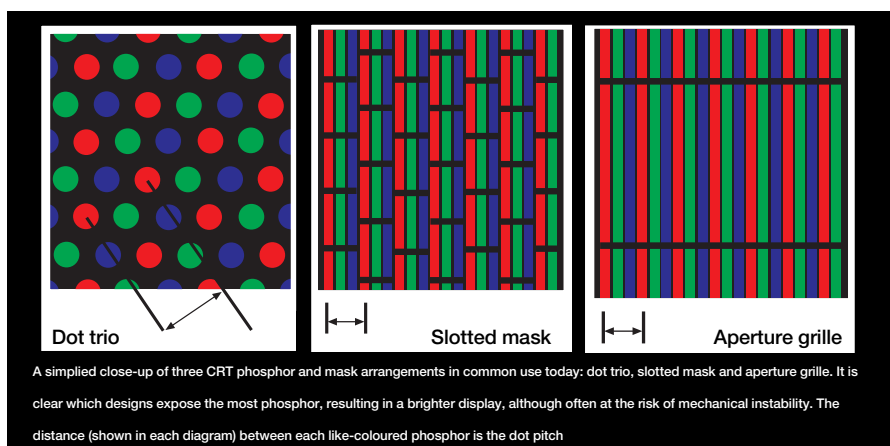 Dot trio
Slotted mask
Aperture grille
A simplied close-up of three CRT phosphor and mask arrangements in common use today: dot trio, slotted mask and aperture grille. It is
clear which designs expose the most phosphor, resulting in a brighter display, although often at the risk of mechanical instability. The
distance (shown in each diagram) between each like-coloured phosphor is the dot pitch